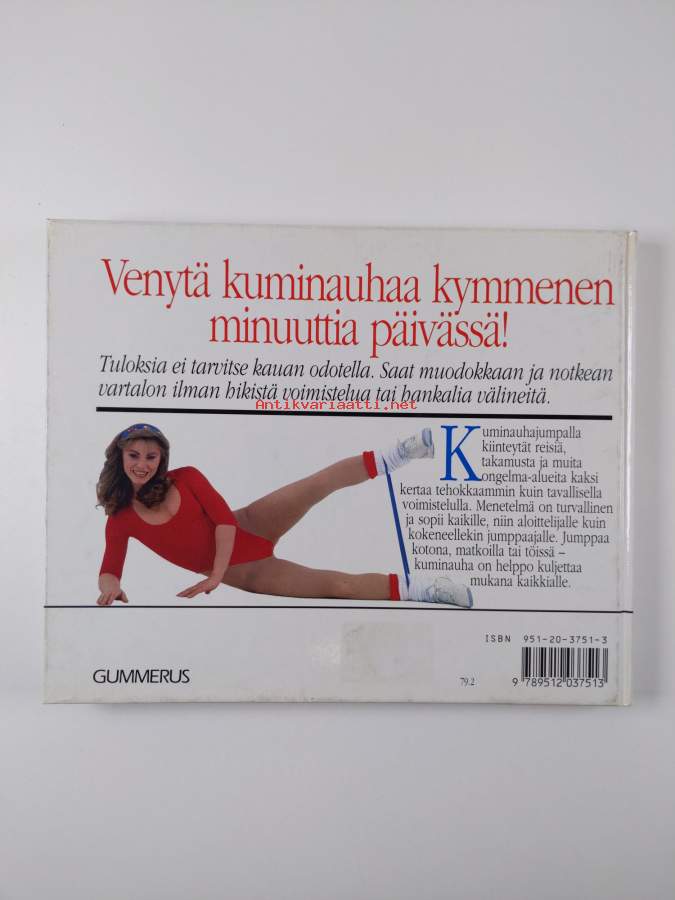 Venytä kuminauhaa kymmenen
minuuttia päivässä!
Tuloksia ei tarvitse kauan odotella. Saat muodokkaan ja notkean
vartalon ilman hikistä voimistelua tai hankalia välineitä.
Antikvariaatti.net
Kuminauhajumpalla
kiinteytät reisiä,
takamusta ja muita
ongelma-alueita kaksi
kertaa tehokkaammin kuin tavallisella
voimistelulla. Menetelmä on turvallinen
ja sopii kaikille, niin aloittelijalle kuin
kokeneellekin jumppaajalle. Jumppaa
kotona, matkoilla tai töissä –
kuminauha on helppo kuljettaa
mukana kaikkialle.
ISBN 951-20-3751-3
GUMMERUS
79.2
9 789512 037513